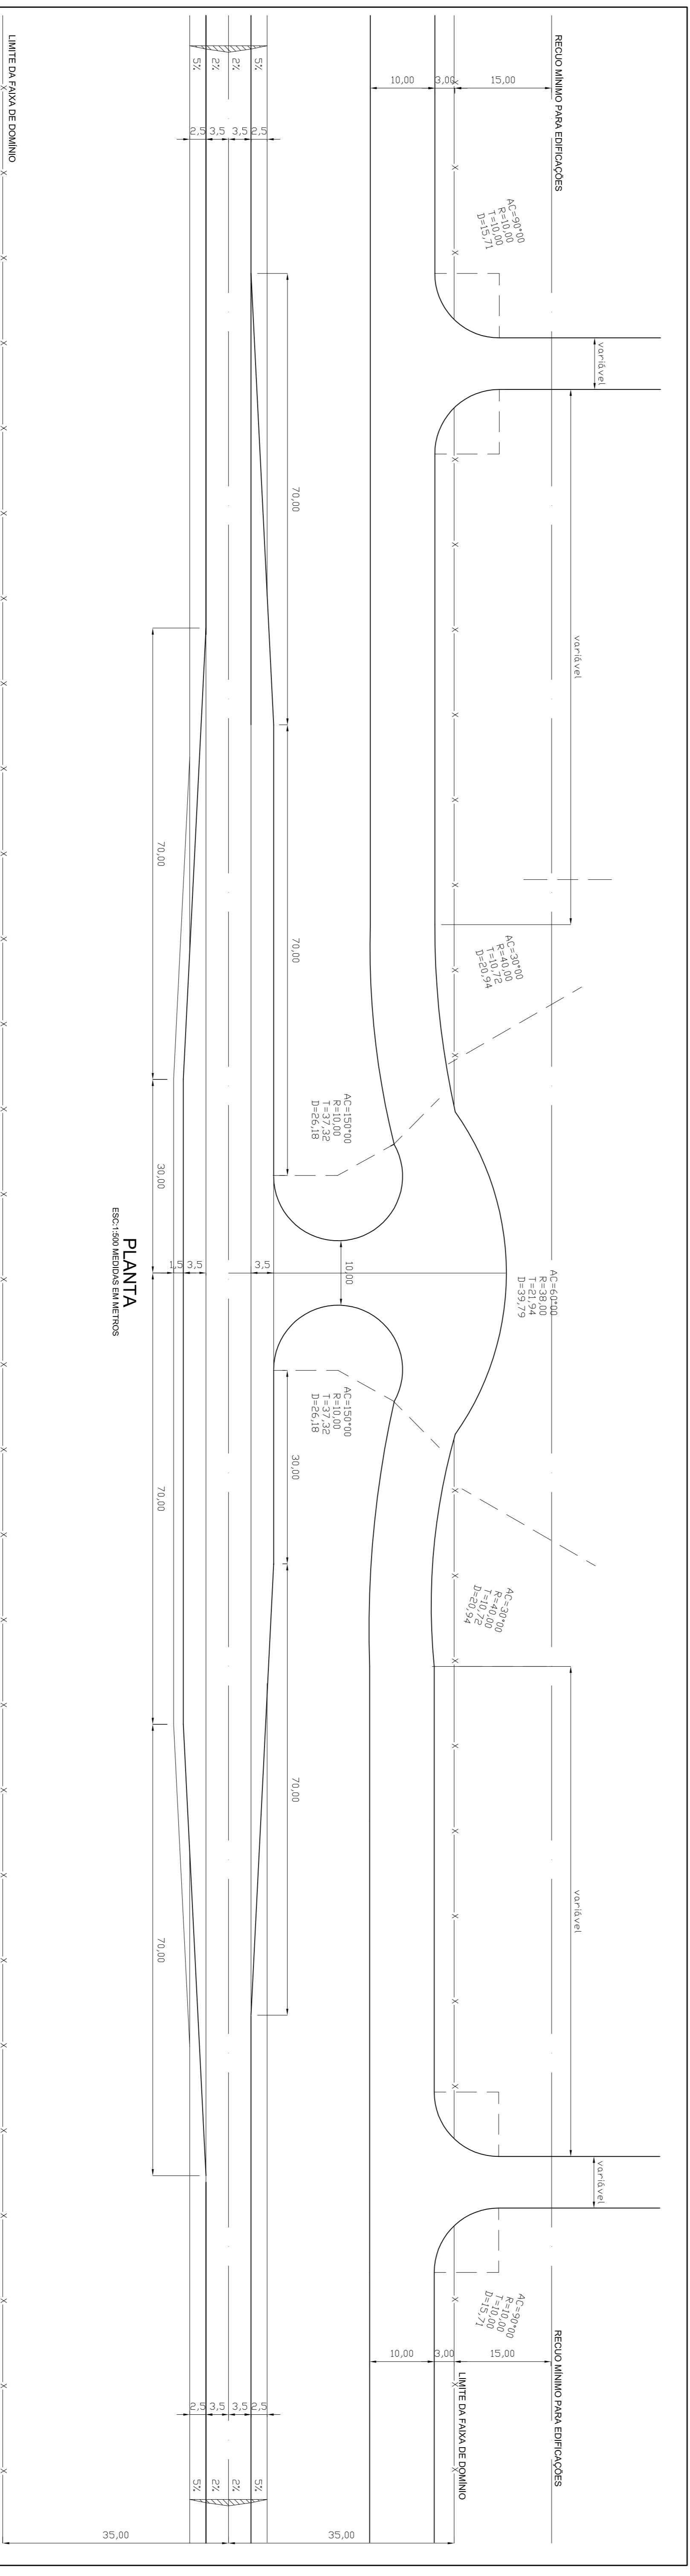 LIMITE DA FAIXA DE DOMÍNIO
RECUO MÍNIMO PARA EDIFICAÇÕES
5%
2%
2%
5%
2,5
3,5
3,5
2,5
10,00
3,00
15,00
AC=90°00
R=10,00
T=10,00
D=15,71
variável
70,00
variável
70,00
70,00
AC=30°00
R=40,00
T=10,72
D=20,94
AC=150°00
R=10,00
T=37,32
D=26,18
30,00
PLANTA
ESC:1:500 MEDIDAS EM METROS
1,5
3,5
3,5
10,00
AC=60°00
R=38,00
T=21,94
D=39,79
AC=150°00
R=10,00
T=37,32
D=26,18
30,00
70,00
AC=30°00
R=40,00
T=10,72
D=20,94
70,00
variável
70,00
variável
AC=90°00
R=10,00
T=10,00
D=15,71
RECUO MÍNIMO PARA EDIFICAÇÕES
LIMITE DA FAIXA DE DOMÍNIO
10,00
3,00
15,00
2,5
3,5
3,5
2,5
5%
2%
2%
5%
35,00
35,00